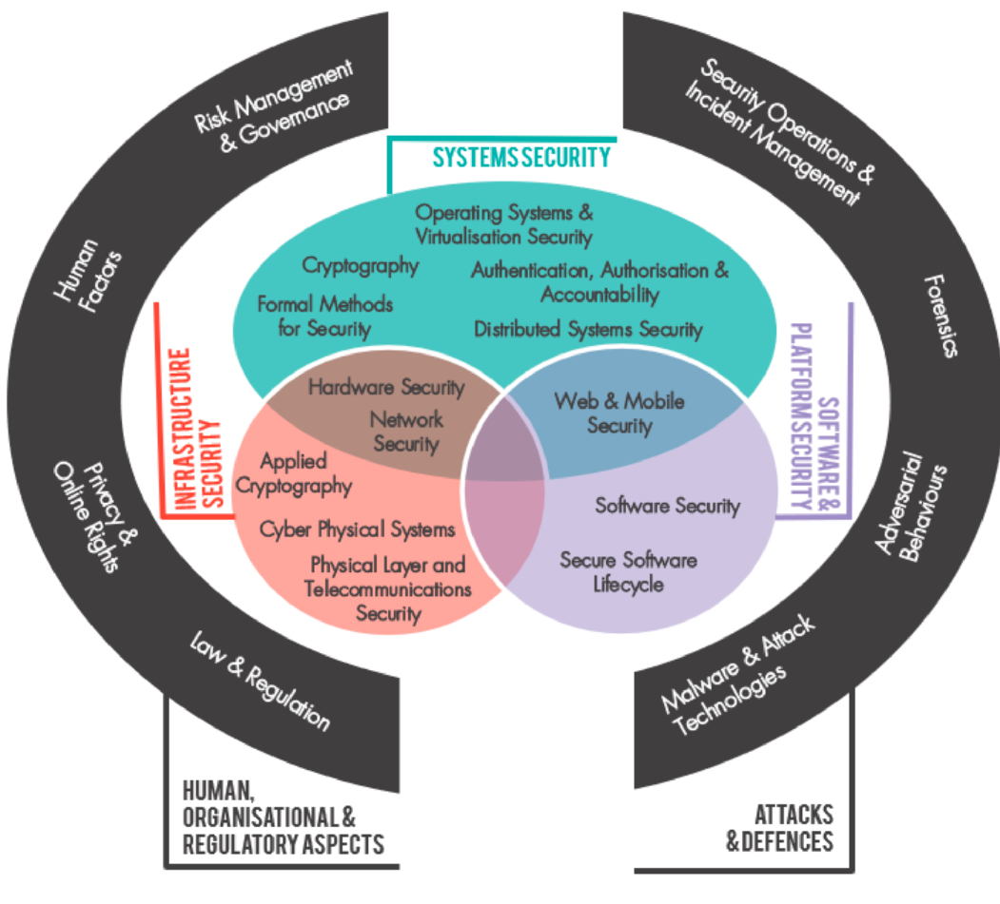 Risk Management
& Governance
Human
Factors
Privacy &
Online Rights
Law & Regulation
HUMAN,
ORGANISATIONAL &
REGULATORY ASPECTS
SYSTEMS SECURITY
Operating Systems &
Virtualisation Security
Cryptography
Authentication, Authorisation &
Accountability
Formal Methods
for Security
Distributed Systems Security
Hardware Security
Network
Security
Web & Mobile
Security
INFRASTRUCTURE
SECURITY
Applied
Cryptography
Cyber Physical Systems
Physical Layer and
Telecommunications
Security
SOFTWARE &
PLATFORM SECURITY
Software Security
Secure Software
Lifecycle
Security Operations &
Incident Management
Forensics
Adversarial
Behaviours
Malware & Attack
Technologies
ATTACKS
& DEFENCES